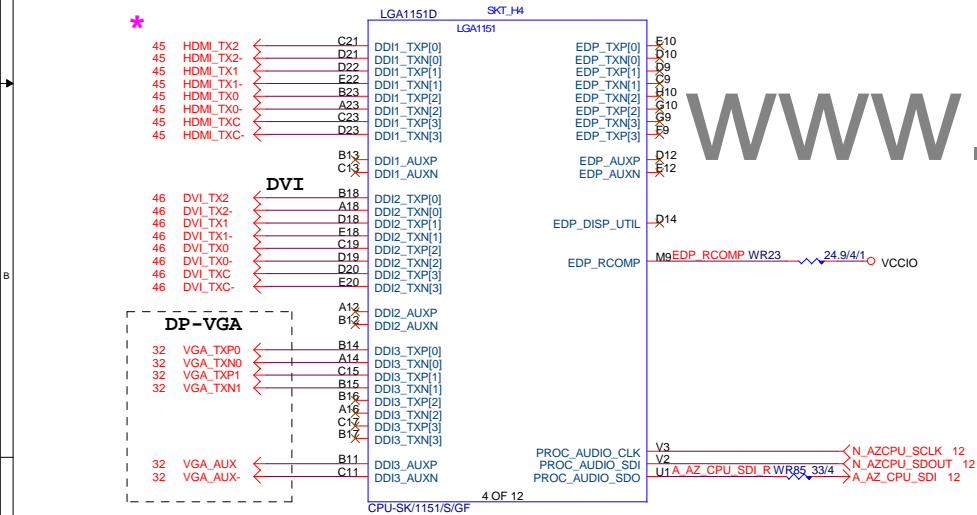 *
LGA1151D SKT_H4
LGA1151
45 HDMI_TX2 C21 DDI1_TXP[0] EDP_TXP[0] E10
45 HDMI_TX2- D21 DDI1_TXN[0] EDP_TXN[0] D10
45 HDMI_TX1 D22 DDI1_TXP[1] EDP_TXP[1] D9
45 HDMI_TX1- E22 DDI1_TXN[1] EDP_TXN[1] C9
45 HDMI_TX0 B23 DDI1_TXP[2] EDP_TXN[2] H10
45 HDMI_TX0- A23 DDI1_TXN[2] EDP_TXP[2] G10
45 HDMI_TXC C23 DDI1_TXP[3] EDP_TXN[3] G9
45 HDMI_TXC- D23 DDI1_TXN[3] EDP_TXP[3] F9
www.
B13 DDI1_AUXP EDP_AUXP D12
C13 DDI1_AUXN EDP_AUXN E12
DVI
46 DVI_TX2 B18 DDI2_TXP[0]
46 DVI_TX2- A18 DDI2_TXN[0]
46 DVI_TX1 D18 DDI2_TXP[1] EDP_DISP_UTIL D14
46 DVI_TX1- E18 DDI2_TXN[1]
46 DVI_TX0 C19 DDI2_TXP[2]
46 DVI_TX0- D19 DDI2_TXN[2] EDP_RCOMP M9 EDP_RCOMP WR23 24.9/4/1 VCCIO
46 DVI_TXC D20 DDI2_TXP[3]
46 DVI_TXC- E20 DDI2_TXN[3]
B
A12 DDI2_AUXP
B12 DDI2_AUXN
DP-VGA
32 VGA_TXP0 B14 DDI3_TXP[0]
32 VGA_TXN0 A14 DDI3_TXN[0]
32 VGA_TXP1 C15 DDI3_TXP[1]
32 VGA_TXN1 B15 DDI3_TXN[1]
B16 DDI3_TXP[2]
A16 DDI3_TXN[2]
C17 DDI3_TXP[3]
B17 DDI3_TXN[3]
PROC_AUDIO_CLK V3 N_AZCPU_SCLK 12
32 VGA_AUX B11 DDI3_AUXP PROC_AUDIO_SDI V2 N_AZCPU_SDOUT 12
32 VGA_AUX- C11 DDI3_AUXN PROC_AUDIO_SDO U1 A_AZ_CPU_SDI_R WR85 33/4 A_AZ_CPU_SDI 12
4 OF 12
CPU-SK/1151/S/GF